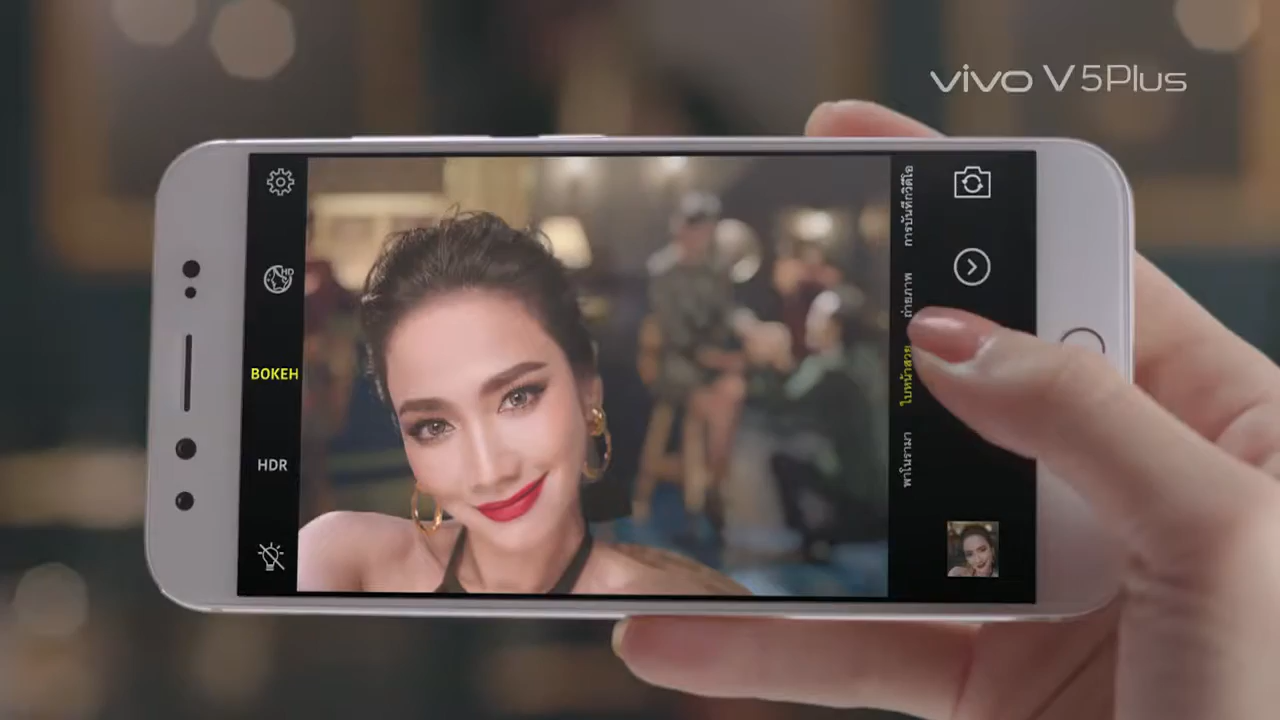 vivo V5Plus
BOKEH
HDR
HD
การบันทึกวิดีโอ
ถ่ายภาพ
ใบหน้าสวย
พาโนรามา